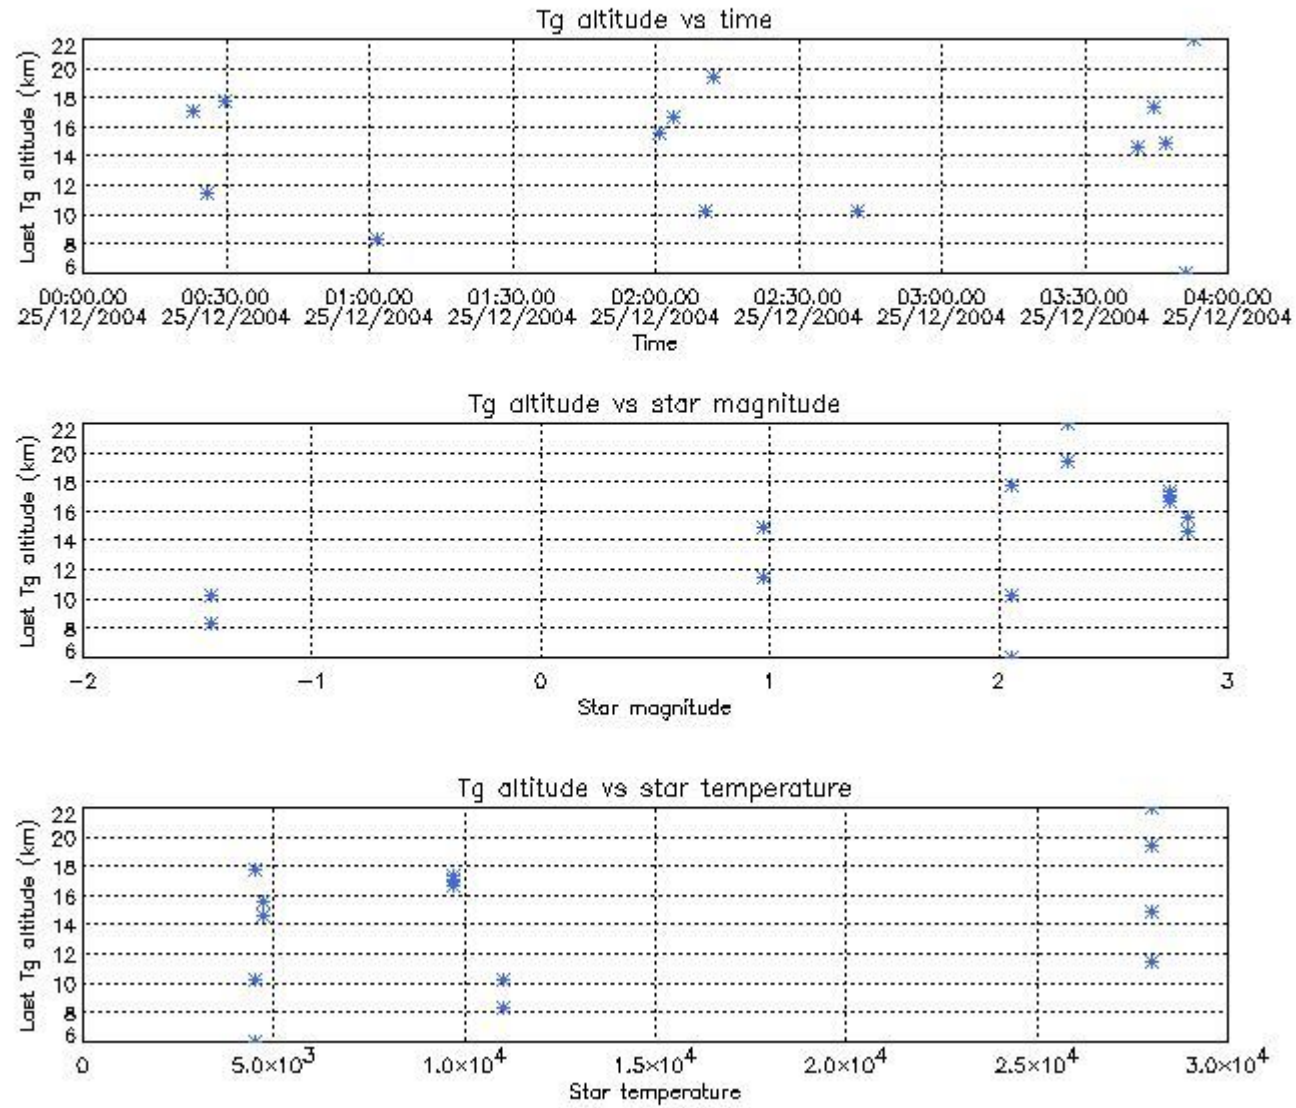 Tg altitude vs time
Last Tg altitude (km)
22
20
18
16
14
12
10
8
6
00:00.00 00:30.00 01:00.00 01:30.00 02:00.00 02:30.00 03:00.00 03:30.00 04:00.00
25/12/2004 25/12/2004 25/12/2004 25/12/2004 25/12/2004 25/12/2004 25/12/2004 25/12/2004 25/12/2004
Time
Tg altitude vs star magnitude
Last Tg altitude (km)
22
20
18
16
14
12
10
8
6
-2 -1 0 1 2 3
Star magnitude
Tg altitude vs star temperature
Last Tg altitude (km)
22
20
18
16
14
12
10
8
6
0 5.0×10³ 1.0×10⁴ 1.5×10⁴ 2.0×10⁴ 2.5×10⁴ 3.0×10⁴
Star temperature